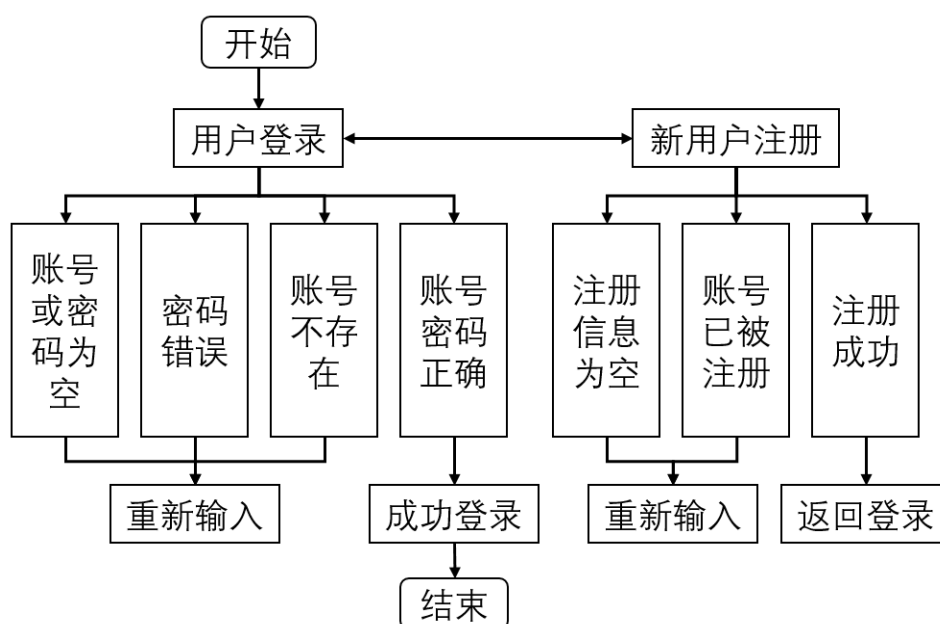 开始
用户登录
新用户注册
账号
或密
码为
空
密码
错误
账号
不存
在
账号
密码
正确
注册
信息
为空
账号
已被
注册
注册
成功
重新输入
成功登录
重新输入
返回登录
结束